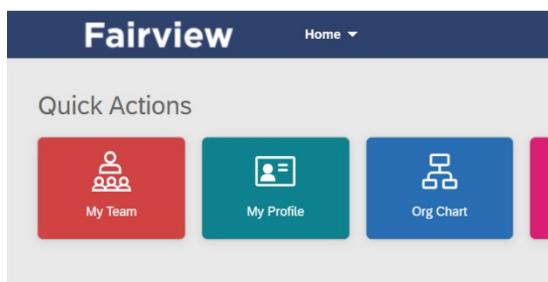 Fairview
Home
Quick Actions
My Team
My Profile
Org Chart